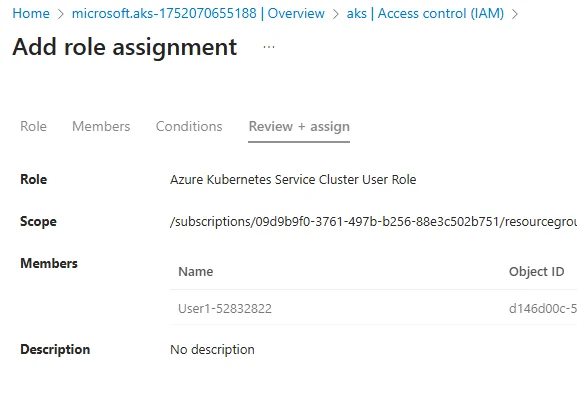 Home > microsoft.aks-1752070655188 | Overview > aks | Access control (IAM) >
Add role assignment ...
Role Members Conditions Review + assign
Role Azure Kubernetes Service Cluster User Role
Scope /subscriptions/09d9b9f0-3761-497b-b256-88e3c502b751/resourcegrou
Members
Name Object ID
User1-52832822 d146d00c-5
Description No description